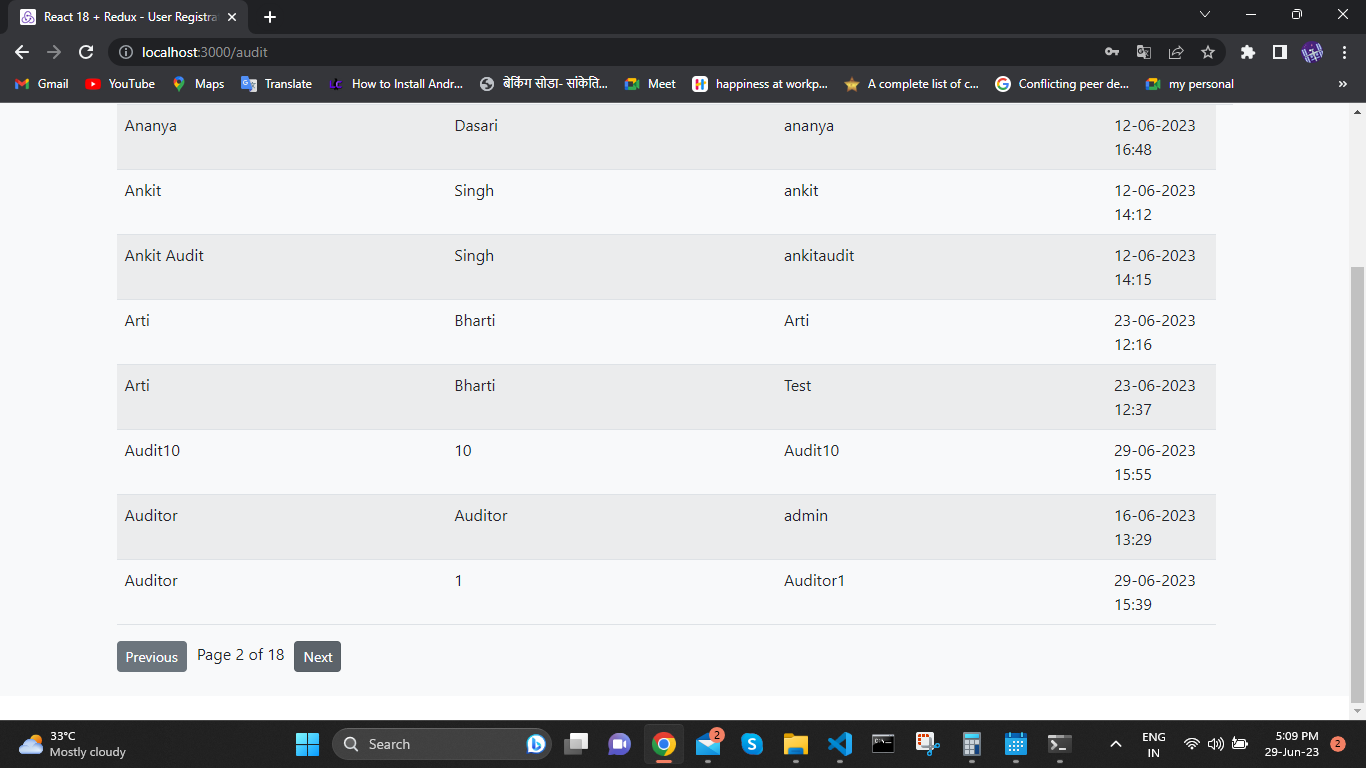 React 18 + Redux - User Registra
localhost:3000/audit
Gmail YouTube Maps Translate How to Install Andr... बेकिंग सोडा- सांकेति... Meet happiness at workp... A complete list of c... Conflicting peer de... my personal »
Ananya Dasari ananya 12-06-2023
16:48
Ankit Singh ankit 12-06-2023
14:12
Ankit Audit Singh ankitaudit 12-06-2023
14:15
Arti Bharti Arti 23-06-2023
12:16
Arti Bharti Test 23-06-2023
12:37
Audit10 10 Audit10 29-06-2023
15:55
Auditor Auditor admin 16-06-2023
13:29
Auditor 1 Auditor1 29-06-2023
15:39
Previous Page 2 of 18 Next
33°C
Mostly cloudy
Search
2
ENG
IN
5:09 PM
29-Jun-23
2